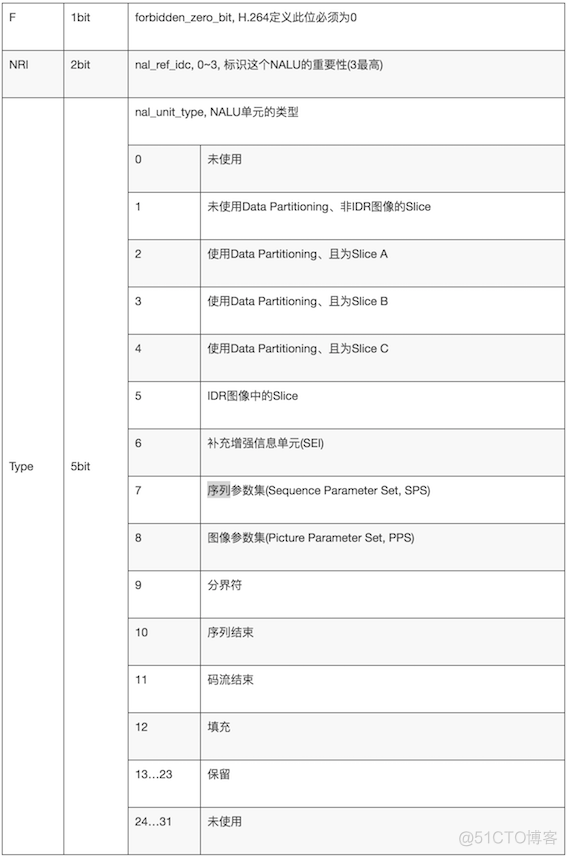 F 1bit forbidden_zero_bit, H.264定义此位必须为0
NRI 2bit nal_ref_idc, 0~3, 标识这个NALU的重要性(3最高)
nal_unit_type, NALU单元的类型
0 未使用
1 未使用Data Partitioning、非IDR图像的Slice
2 使用Data Partitioning、且为Slice A
3 使用Data Partitioning、且为Slice B
4 使用Data Partitioning、且为Slice C
5 IDR图像中的Slice
6 补充增强信息单元(SEI)
Type 5bit
7 序列参数集(Sequence Parameter Set, SPS)
8 图像参数集(Picture Parameter Set, PPS)
9 分界符
10 序列结束
11 码流结束
12 填充
13…23 保留
24…31 未使用
@51CTO博客